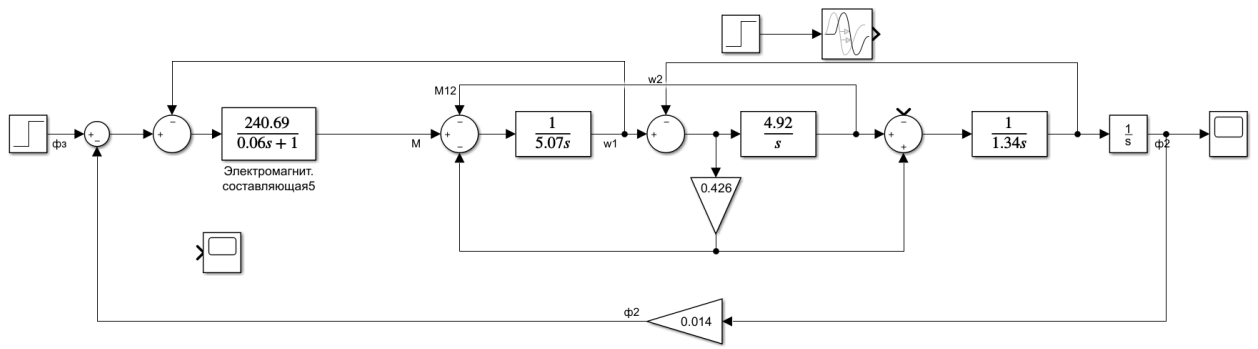 w2
M12
фз
+
−
−
+
240.69
0.06s + 1
M
−
+
−
1
5.07s
w1
−
+
4.92
s
−
+
+
1
1.34s
1
s
ф2
Электромагнит.
составляющая5
0.426
ф2
0.014